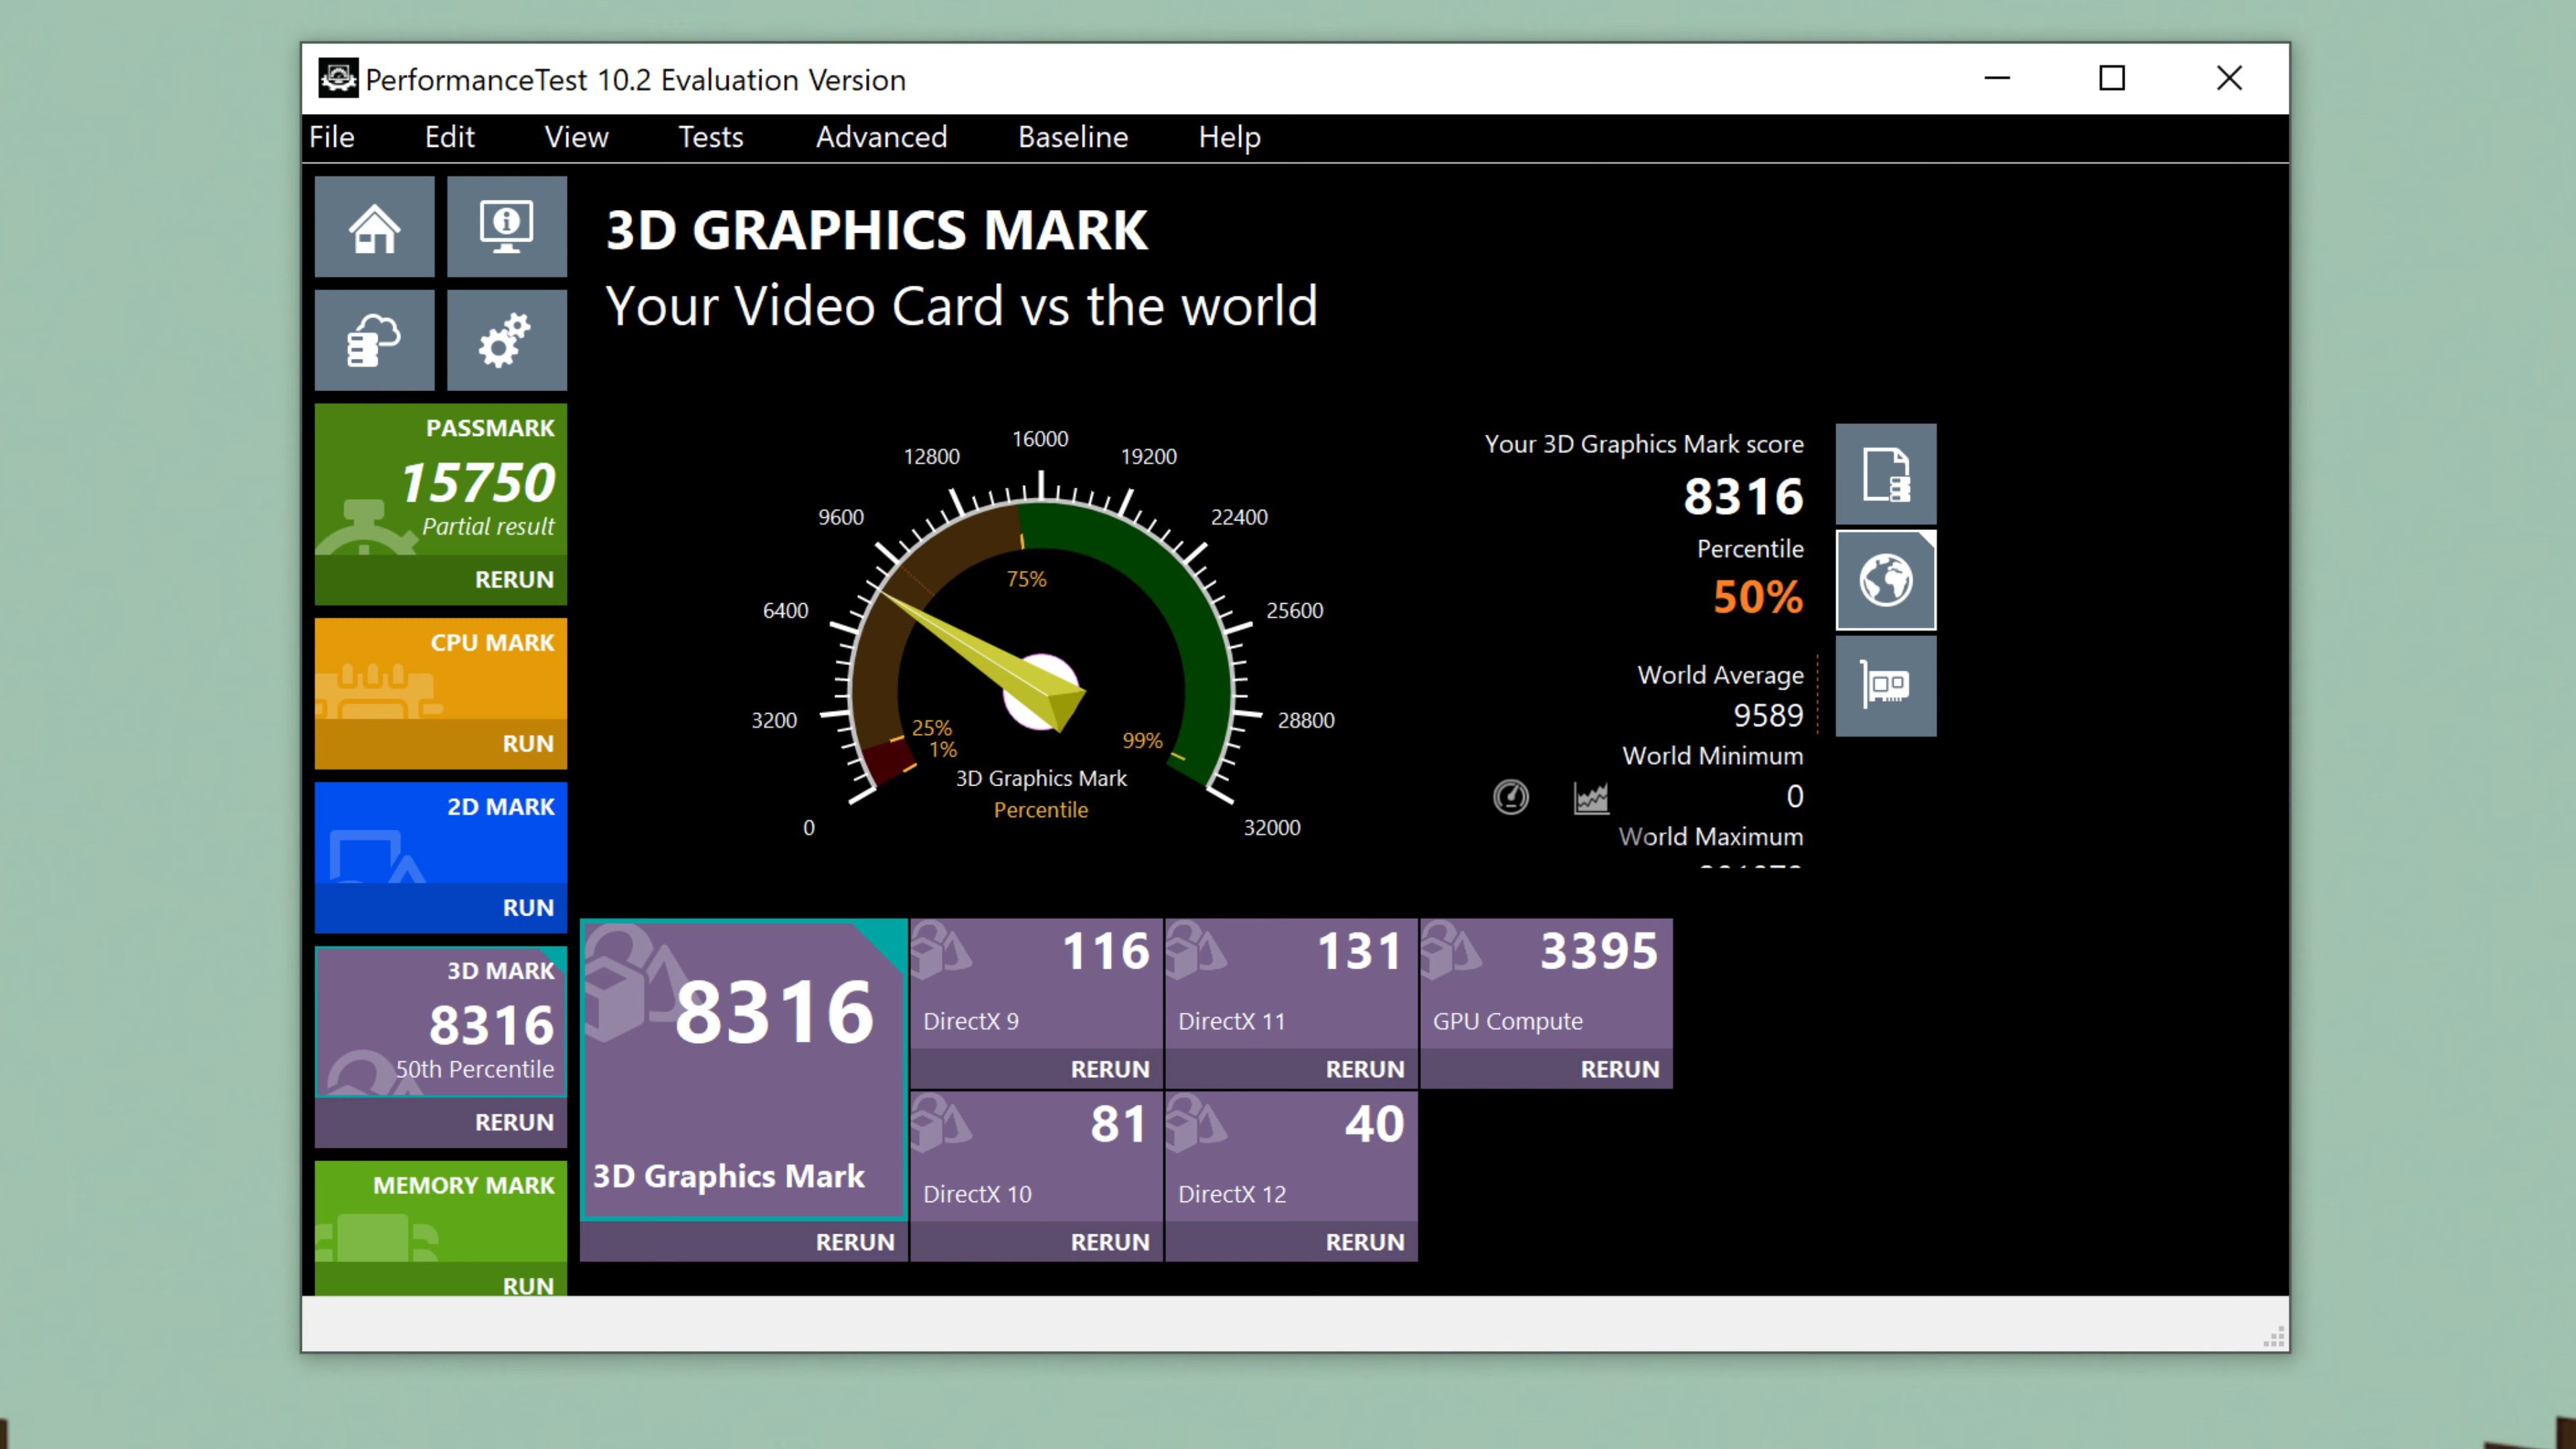 PerformanceTest 10.2 Evaluation Version
File Edit View Tests Advanced Baseline Help
3D GRAPHICS MARK
Your Video Card vs the world
PASSMARK
15750
Partial result
RERUN
CPU MARK
RUN
2D MARK
RUN
3D MARK
8316
50th Percentile
RERUN
MEMORY MARK
RUN
0
3200
6400
9600
12800
16000
19200
22400
25600
28800
32000
1%
25%
75%
99%
3D Graphics Mark
Percentile
Your 3D Graphics Mark score
8316
Percentile
50%
World Average
9589
World Minimum
0
World Maximum
8316
3D Graphics Mark
RERUN
116
DirectX 9
RERUN
131
DirectX 11
RERUN
3395
GPU Compute
RERUN
81
DirectX 10
RERUN
40
DirectX 12
RERUN